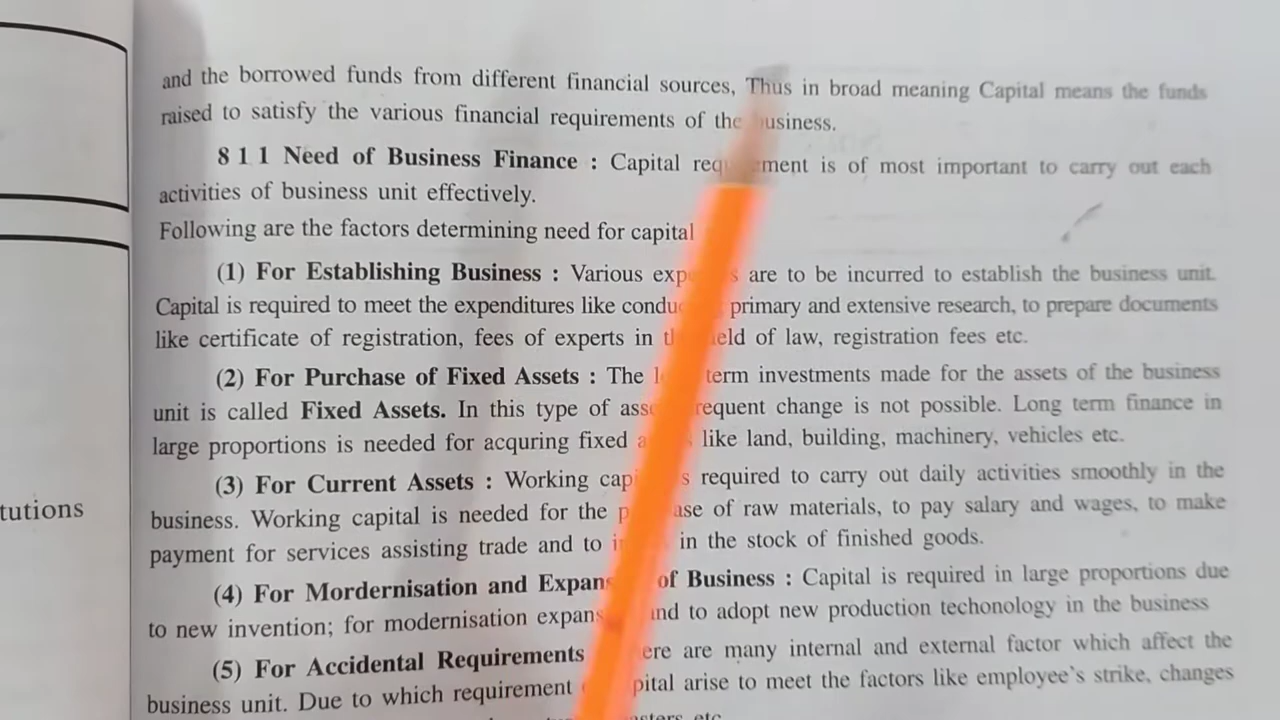 and the borrowed funds from different financial sources, Thus in broad meaning Capital means the funds
raised to satisfy the various financial requirements of the business.
8 1 1 Need of Business Finance : Capital is of most important to carry out each
activities of business unit effectively.
Following are the factors determining need for capital
(1) For Establishing Business : Various are to be incurred to establish the business unit.
Capital is required to meet the expenditures like primary and extensive research, to prepare documents
like certificate of registration, fees of experts in of law, registration fees etc.
(2) For Purchase of Fixed Assets : The term investments made for the assets of the business
unit is called Fixed Assets. In this type of change is not possible. Long term finance in
large proportions is needed for acquring fixed like land, building, machinery, vehicles etc.
(3) For Current Assets : Working required to carry out daily activities smoothly in the
business. Working capital is needed for the of raw materials, to pay salary and wages, to make
payment for services assisting trade and to in the stock of finished goods.
(4) For Mordernisation and of Business : Capital is required in large proportions due
to new invention; for modernisation and to adopt new production techonology in the business
(5) For Accidental Requirements are many internal and external factor which affect the
business unit. Due to which requirement arise to meet the factors like employee's strike, changes
etc
tutions